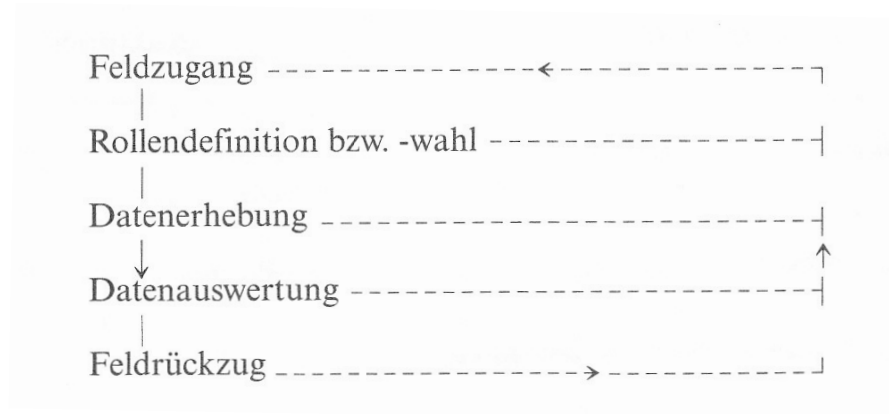 Feldzugang
Rollendefinition bzw. -wahl
Datenerhebung
Datenauswertung
Feldrückzug